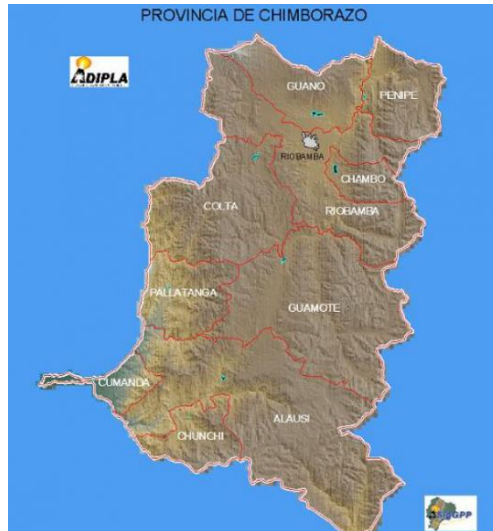 PROVINCIA DE CHIMBORAZO
ADIPLA
GUANO
PENIPE
RIOBAMBA
CHAMBO
COLTA
RIOBAMBA
PALLATANGA
GUAMOTE
CUMANDA
ALAUSI
CHUNCHI